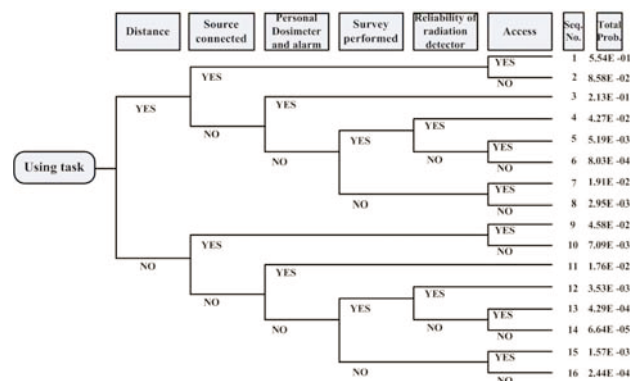 Distance
Source
connected
Personal
Dosimeter
and alarm
Survey
performed
Reliability of
radiation
detector
Access
Seq.
No.
Total
Prob.
YES 1 5.54E -01
NO 2 8.58E -02
YES
YES 3 2.13E -01
YES
NO
YES 4 4.27E -02
YES
YES 5 5.19E -03
NO
NO 6 8.03E -04
NO
YES 7 1.91E -02
NO
NO 8 2.95E -03
Using task
YES 9 4.58E -02
YES
NO 10 7.09E -03
NO
YES 11 1.76E -02
NO
YES 12 3.53E -03
YES
YES 13 4.29E -04
NO
NO 14 6.64E -05
NO
YES 15 1.57E -03
NO
NO 16 2.44E -04